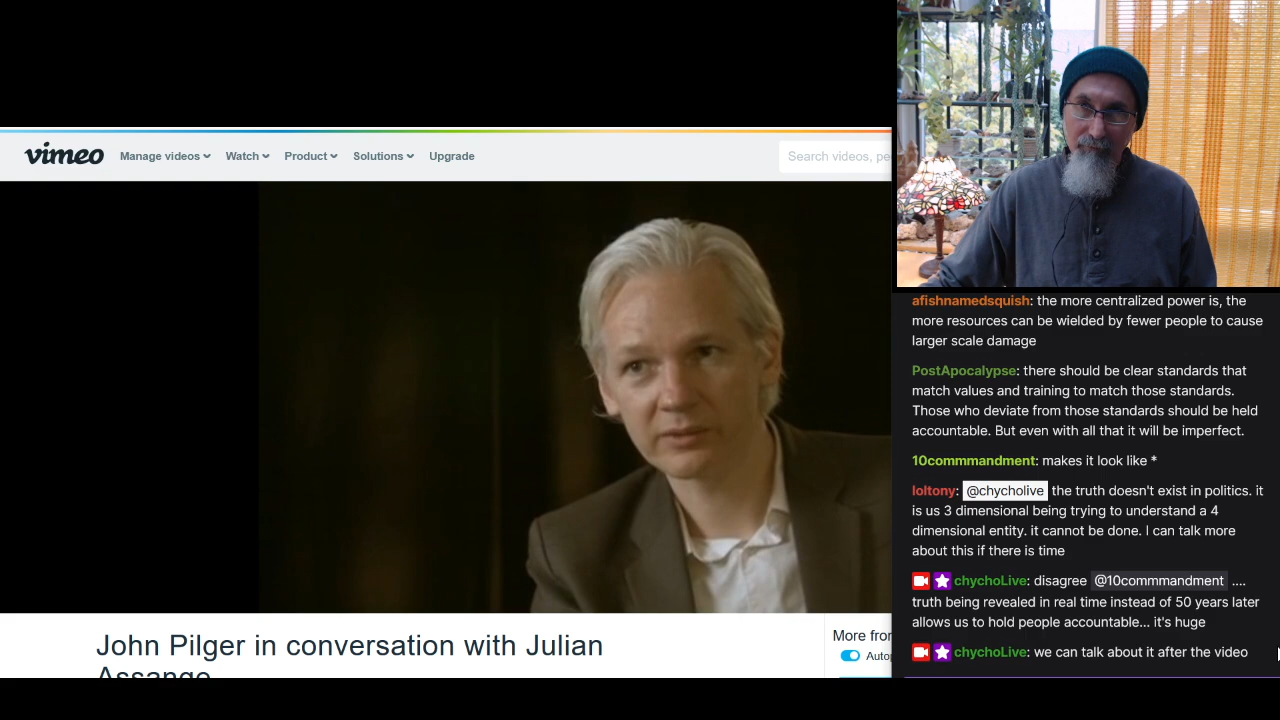 vimeo
Manage videos
Watch
Product
Solutions
Upgrade
Search videos, pe
John Pilger in conversation with Julian
Assange
More from
Autop
afishnamedsquish: the more centralized power is, the
more resources can be wielded by fewer people to cause
larger scale damage
PostApocalypse: there should be clear standards that
match values and training to match those standards.
Those who deviate from those standards should be held
accountable. But even with all that it will be imperfect.
10commmandment: makes it look like *
loltony: @chycholive the truth doesn't exist in politics. it
is us 3 dimensional being trying to understand a 4
dimensional entity. it cannot be done. I can talk more
about this if there is time
chychoLive: disagree @10commmandment ....
truth being revealed in real time instead of 50 years later
allows us to hold people accountable... it's huge
chychoLive: we can talk about it after the video